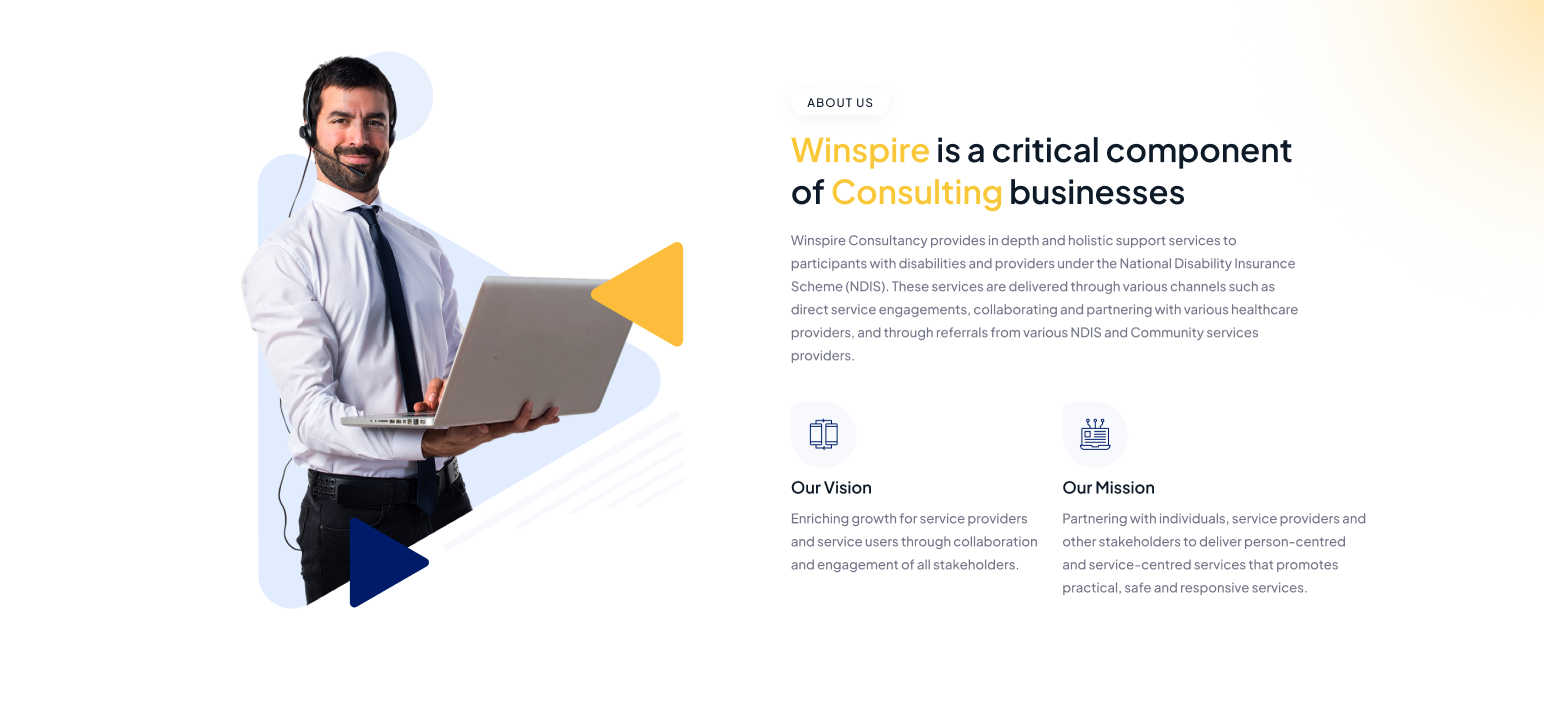 ABOUT US
Winspire is a critical component
of Consulting businesses
Winspire Consultancy provides in depth and holistic support services to
participants with disabilities and providers under the National Disability Insurance
Scheme (NDIS). These services are delivered through various channels such as
direct service engagements, collaborating and partnering with various healthcare
providers, and through referrals from various NDIS and Community services
providers.
Our Vision
Enriching growth for service providers
and service users through collaboration
and engagement of all stakeholders.
Our Mission
Partnering with individuals, service providers and
other stakeholders to deliver person-centred
and service-centred services that promotes
practical, safe and responsive services.